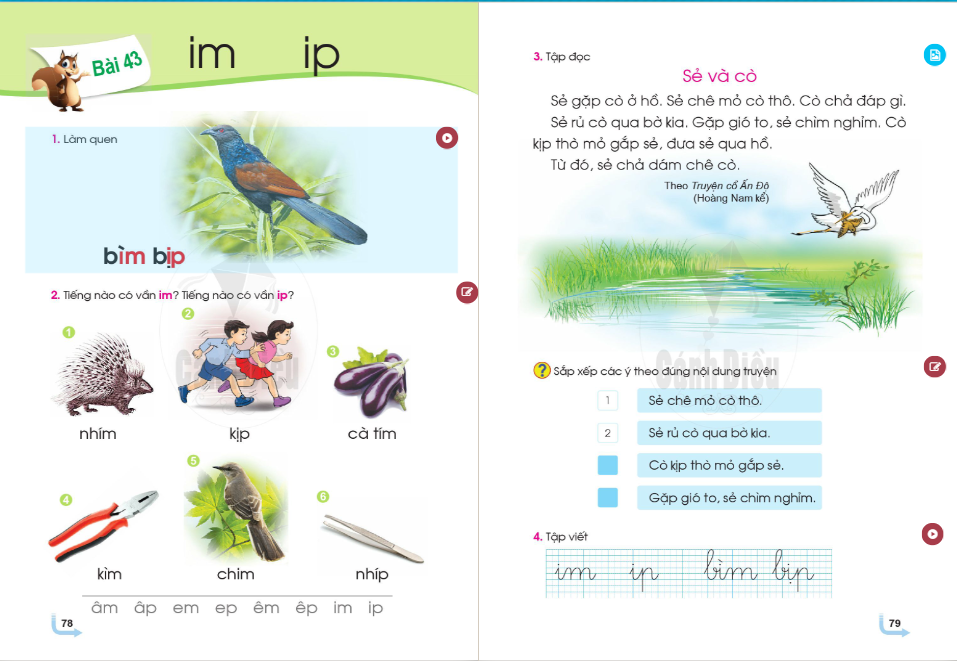 Bài 43
im ip
1. Làm quen
bìm bịp
2. Tiếng nào có vần im? Tiếng nào có vần ip?
1
2
3
nhím
kịp
cà tím
4
5
6
kìm
chim
nhíp
âm âp em ep êm êp im ip
78
3. Tập đọc
Sẻ và cò
Sẻ gặp cò ở hồ. Sẻ chê mỏ cò thô. Cò chả đáp gì.
Sẻ rủ cò qua bờ kia. Gặp gió to, sẻ chìm nghỉm. Cò
kịp thò mỏ gắp sẻ, đưa sẻ qua hồ.
Từ đó, sẻ chả dám chê cò.
Theo Truyện cổ Ấn Độ
(Hoàng Nam kể)
Cánh Diều
Cánh Diều
? Sắp xếp các ý theo đúng nội dung truyện
1 Sẻ chê mỏ cò thô.
2 Sẻ rủ cò qua bờ kia.
Cò kịp thò mỏ gắp sẻ.
Gặp gió to, sẻ chìm nghỉm.
4. Tập viết
im ip bìm bịp
79